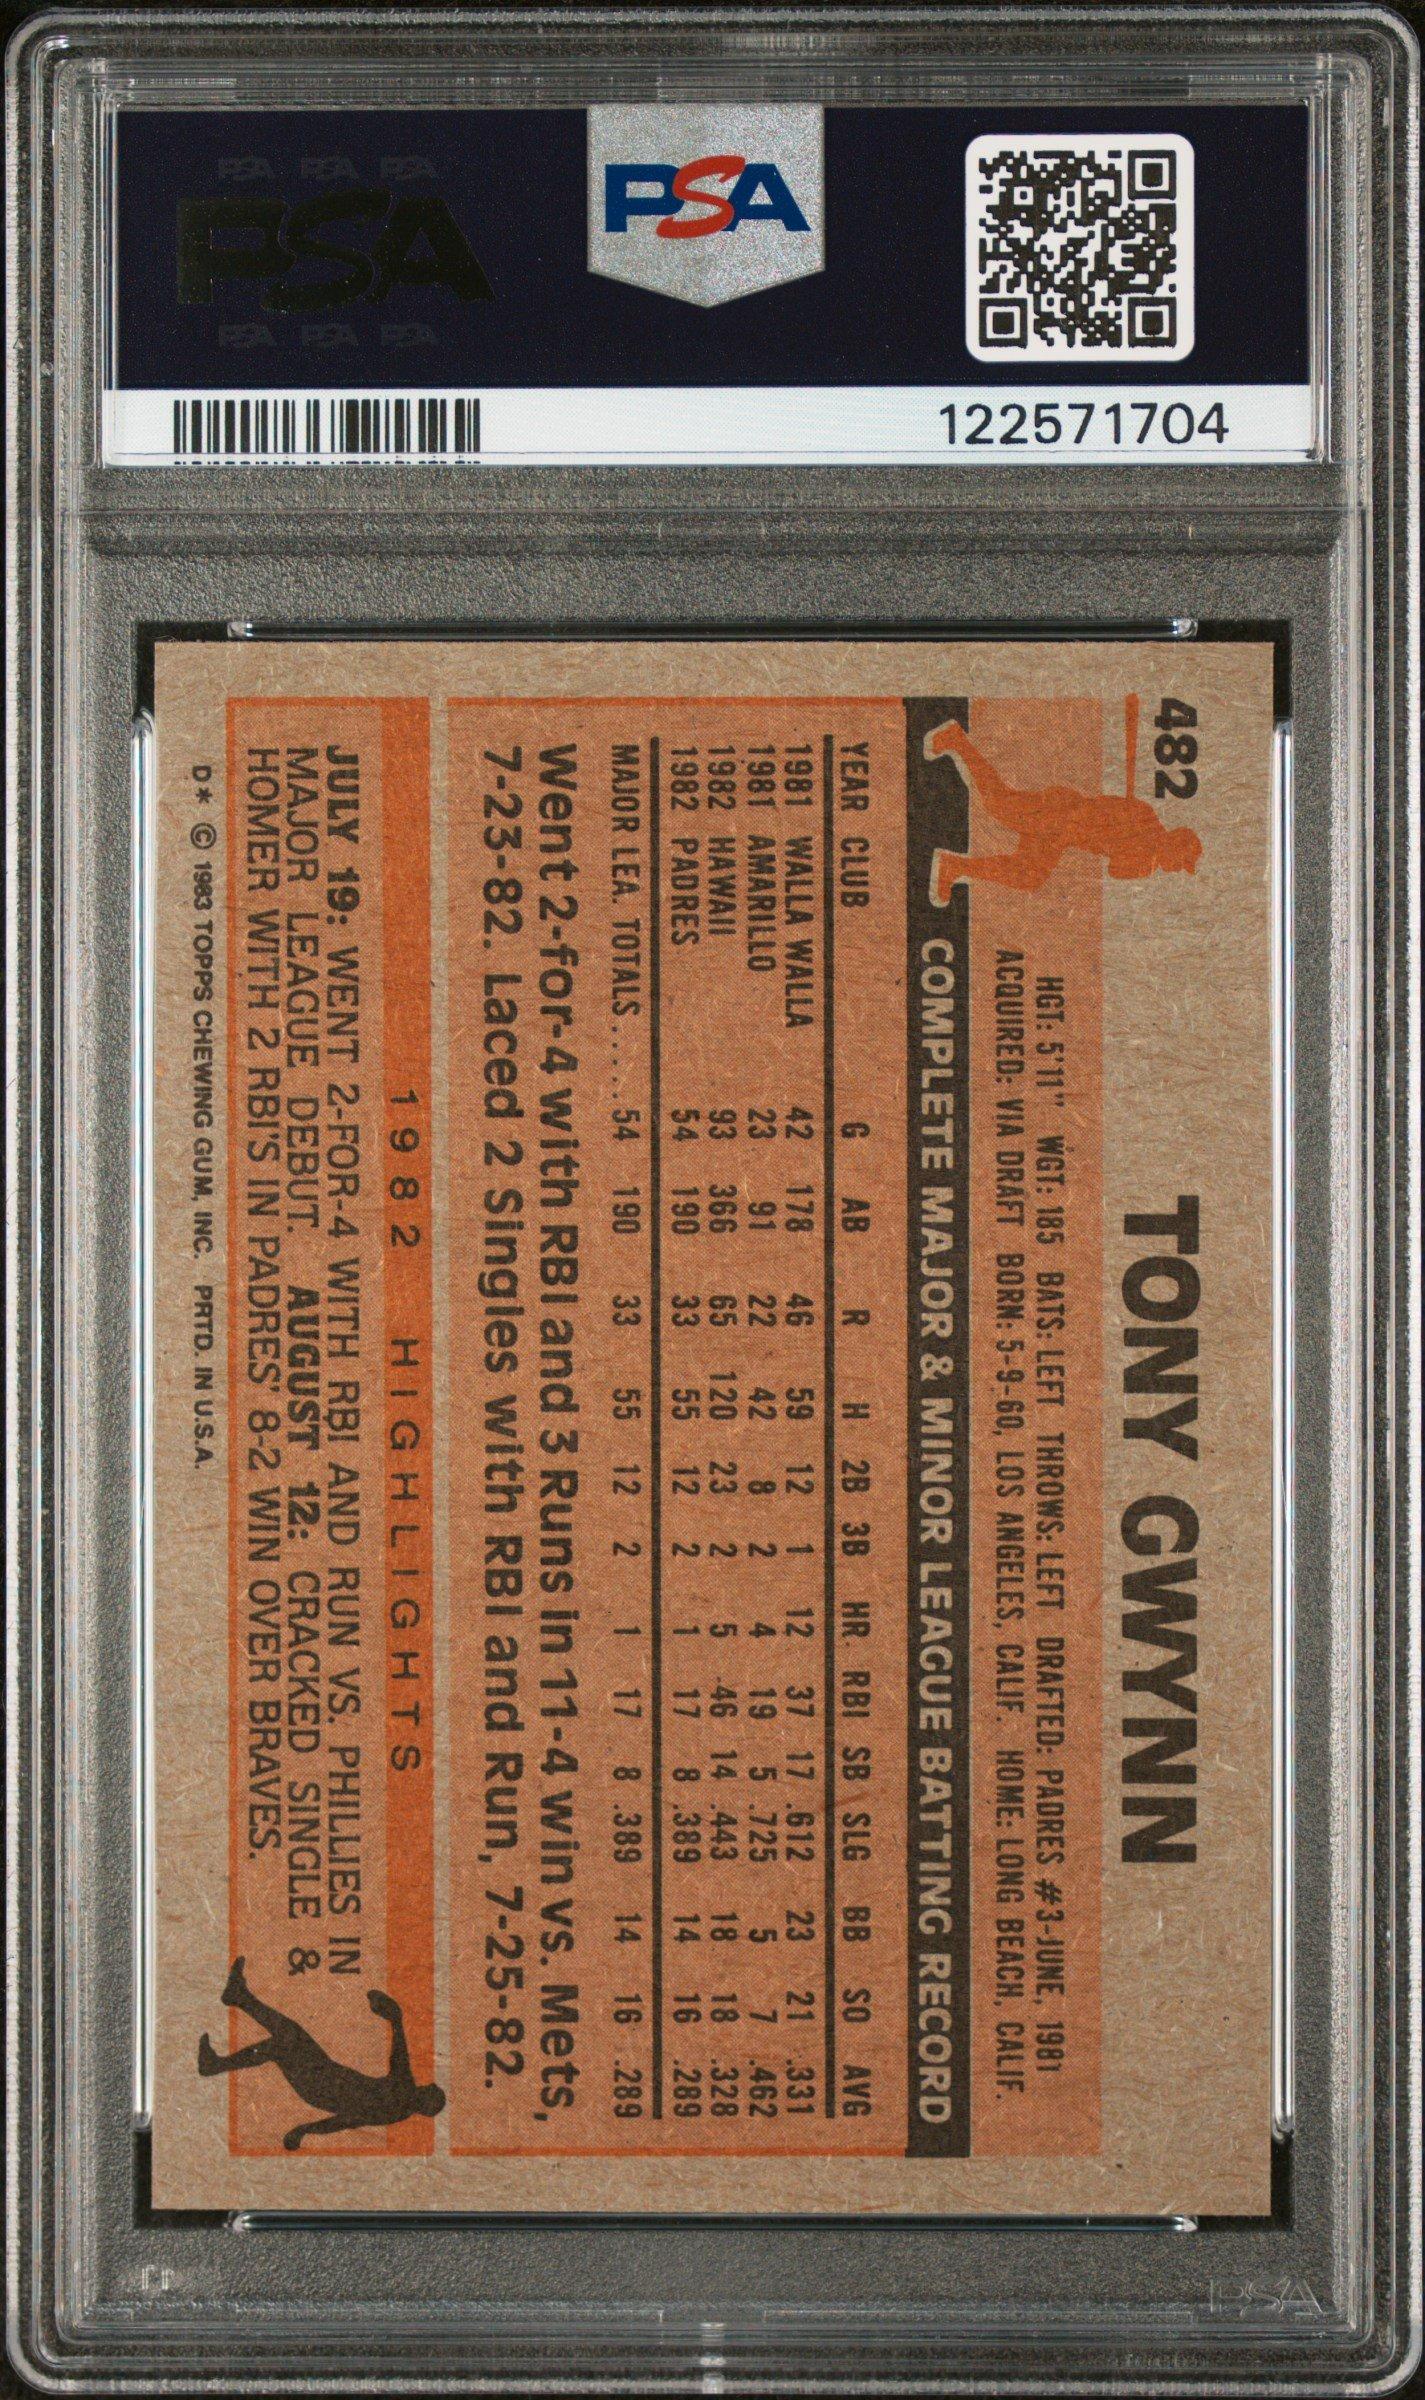 PSA PSA PSA
PSA
PSA PSA PSA
PSA
122571704
482
TONY GWYNN
HGT: 5'11" WGT: 185 BATS: LEFT THROWS: LEFT DRAFTED: PADRES #3-JUNE, 1981
ACQUIRED: VIA DRAFT BORN: 5-9-60, LOS ANGELES, CALIF. HOME: LONG BEACH, CALIF.
COMPLETE MAJOR & MINOR LEAGUE BATTING RECORD
YEAR CLUB G AB R H 2B 3B HR RBI SB SLG BB SO AVG
1981 WALLA WALLA 42 178 46 59 12 1 12 37 17 .612 23 21 .331
1981 AMARILLO 23 91 22 42 8 2 4 19 5 .725 5 7 .462
1982 HAWAII 93 366 65 120 23 2 5 46 14 .443 18 18 .328
1982 PADRES 54 190 33 55 12 2 1 17 8 .389 14 16 .289
MAJOR LEA. TOTALS..... 54 190 33 55 12 2 1 17 8 .389 14 16 .289
Went 2-for-4 with RBI and 3 Runs in 11-4 win vs. Mets,
7-23-82. Laced 2 Singles with RBI and Run, 7-25-82.
1982 HIGHLIGHTS
JULY 19: WENT 2-FOR-4 WITH RBI AND RUN VS. PHILLIES IN
MAJOR LEAGUE DEBUT. AUGUST 12: CRACKED SINGLE &
HOMER WITH 2 RBI'S IN PADRES' 8-2 WIN OVER BRAVES.
D* © 1983 TOPPS CHEWING GUM, INC. PRTD. IN U.S.A.
PSA